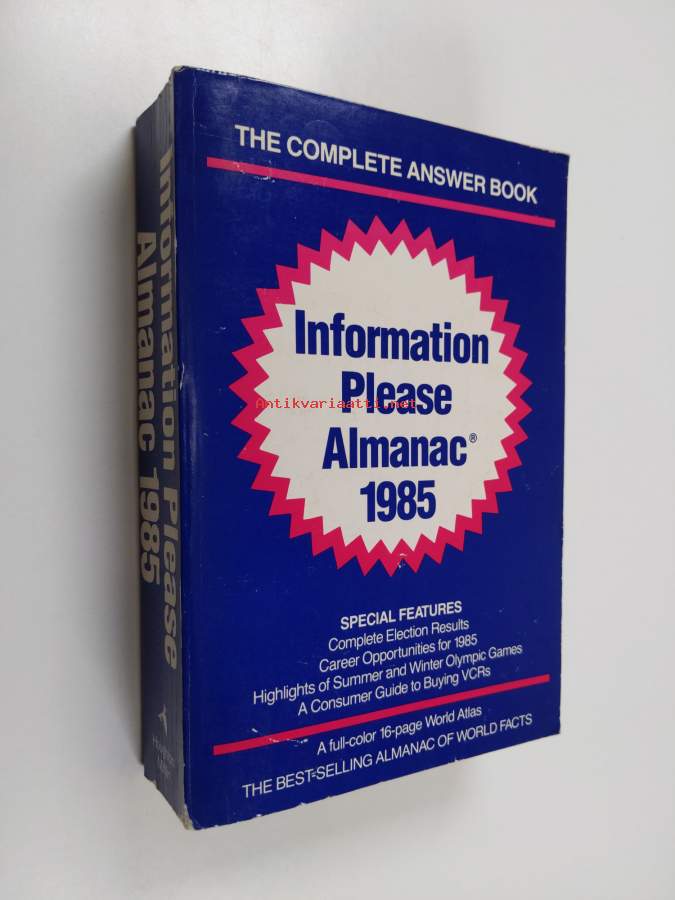 THE COMPLETE ANSWER BOOK
Information
Please
Almanac®
1985
Antikvariaatti.net
SPECIAL FEATURES
Complete Election Results
Career Opportunities for 1985
Highlights of Summer and Winter Olympic Games
A Consumer Guide to Buying VCRs
A full-color 16-page World Atlas
THE BEST-SELLING ALMANAC OF WORLD FACTS
Information Please
Almanac 1985